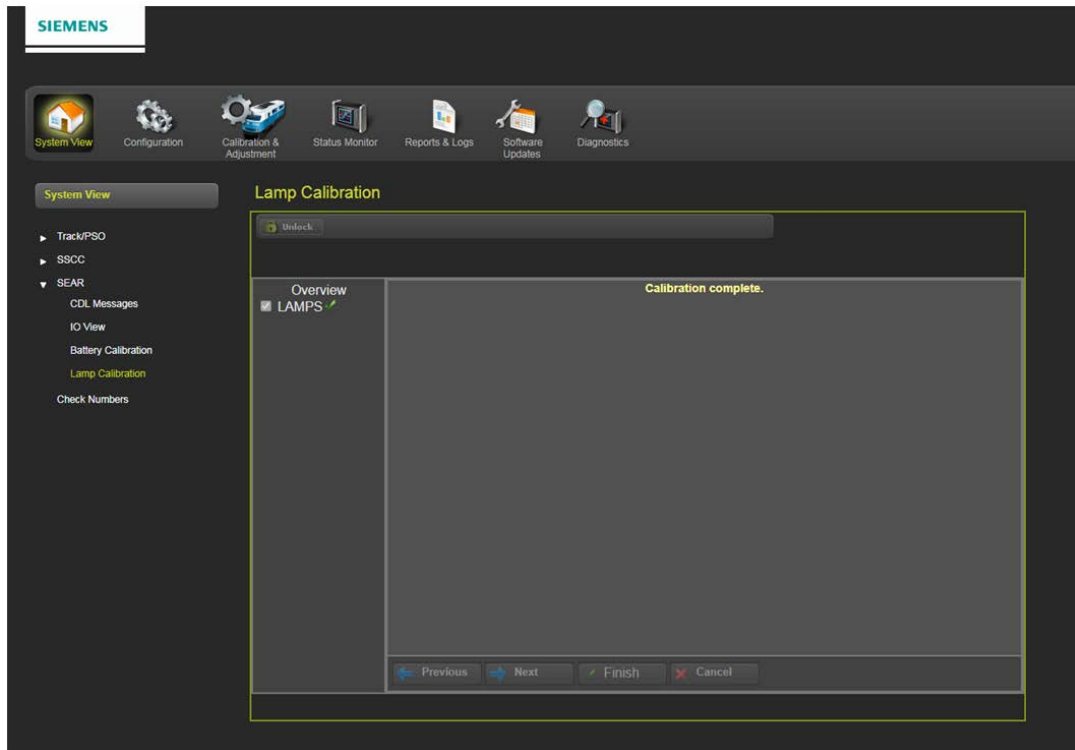 SIEMENS
System View
Configuration
Calibration &
Adjustment
Status Monitor
Reports & Logs
Software
Updates
Diagnostics
System View
Track/PSO
SSCC
SEAR
CDL Messages
IO View
Battery Calibration
Lamp Calibration
Check Numbers
Lamp Calibration
Unlock
Overview
LAMPS
Calibration complete.
Previous
Next
Finish
Cancel